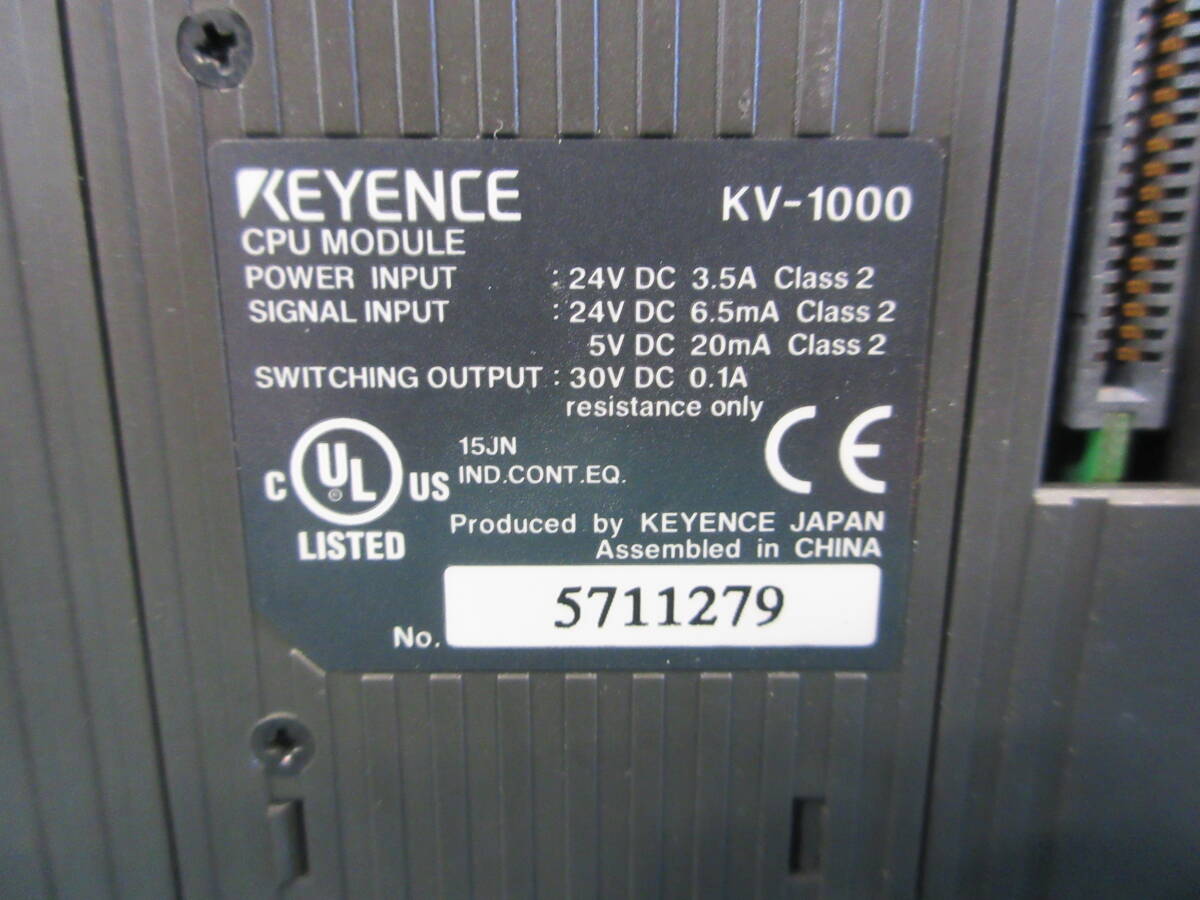 KEYENCE KV-1000
CPU MODULE
POWER INPUT : 24V DC 3.5A Class 2
SIGNAL INPUT : 24V DC 6.5mA Class 2
5V DC 20mA Class 2
SWITCHING OUTPUT : 30V DC 0.1A
resistance only
C UL US LISTED
15JN
IND.CONT.EQ.
CE
Produced by KEYENCE JAPAN
Assembled in CHINA
No. 5711279